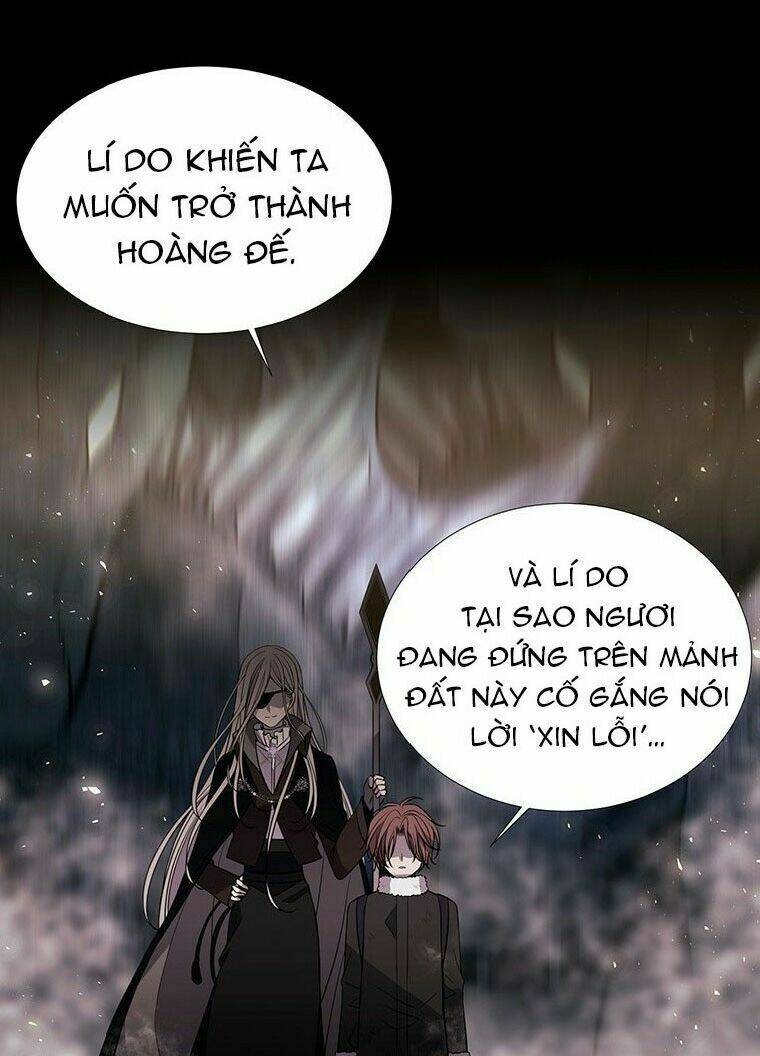 LÍ DO KHIẾN TA
MUỐN TRỞ THÀNH
HOÀNG ĐẾ.
VÀ LÍ DO
TẠI SAO NGƯƠI
ĐANG ĐỨNG TRÊN MẢNH
ĐẤT NÀY CỐ GẮNG NÓI
LỜI ‘XIN LỖI’...